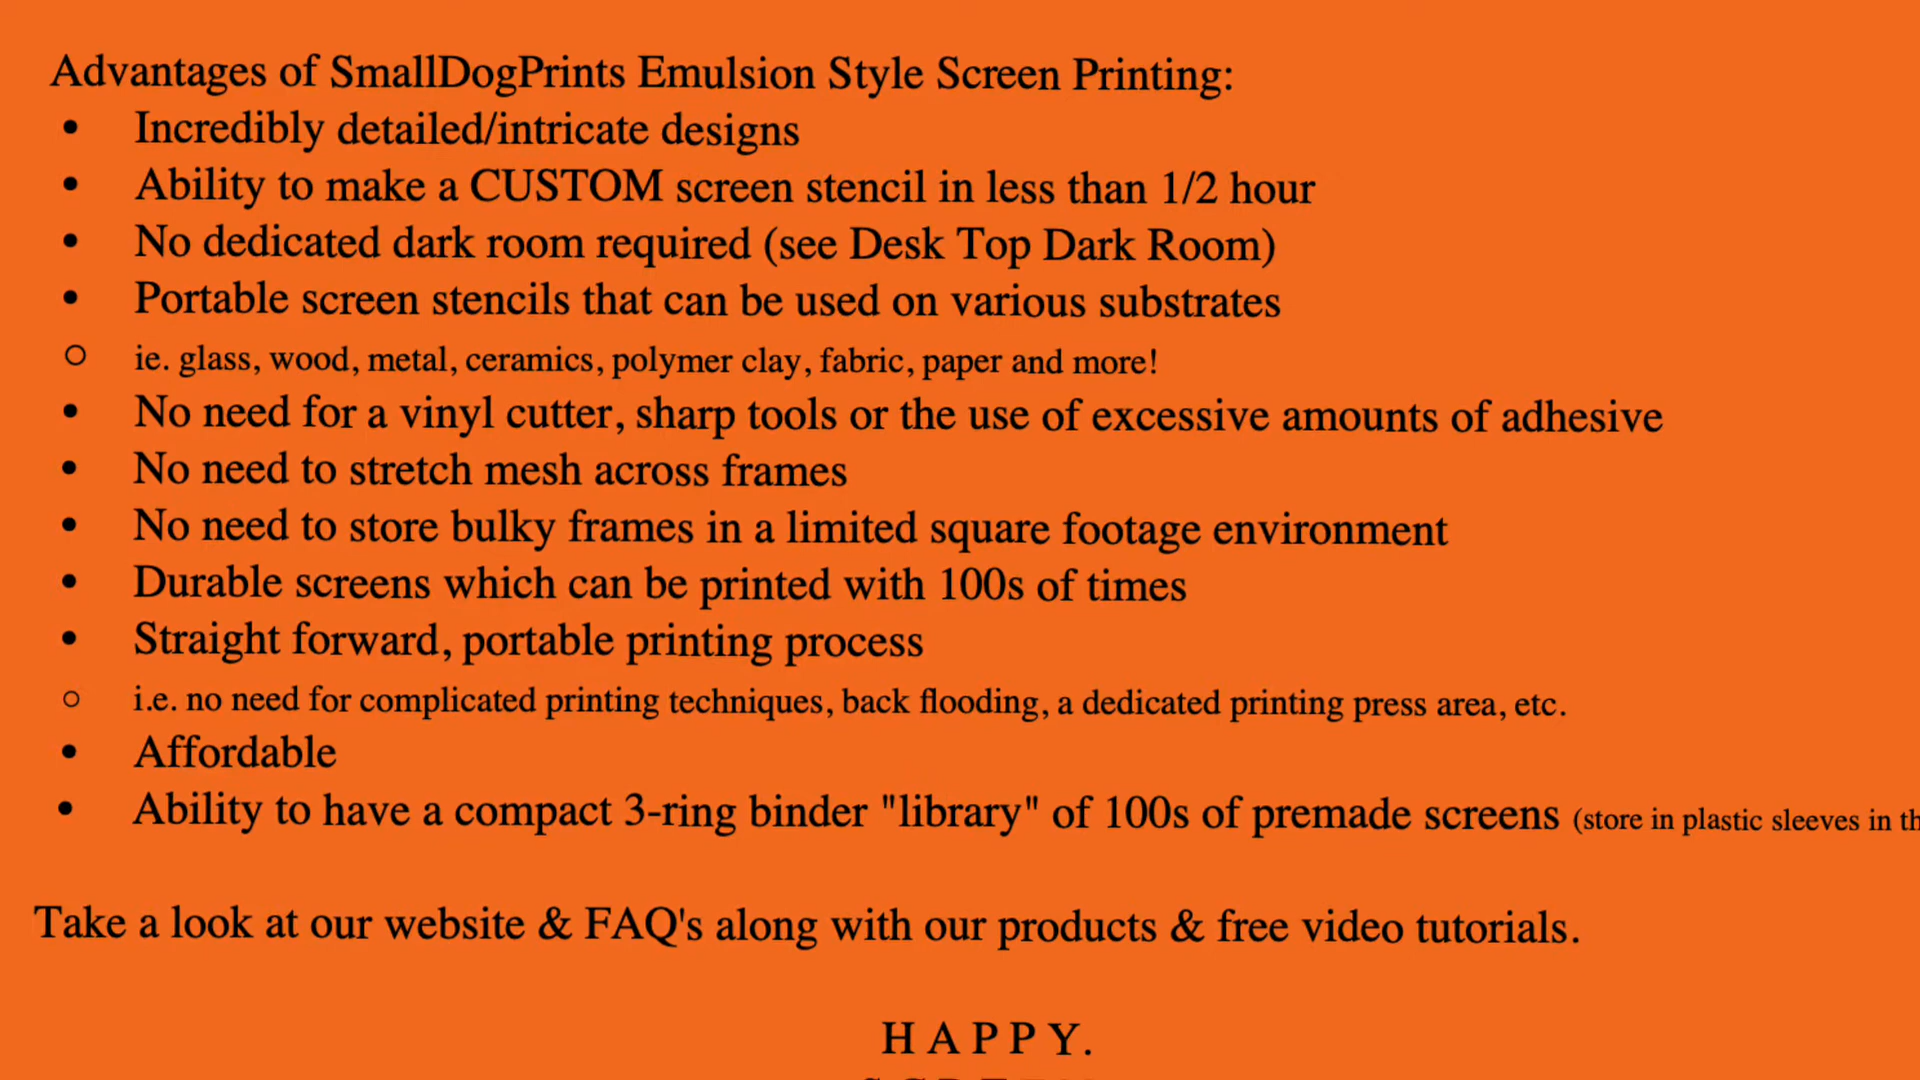 Advantages of SmallDogPrints Emulsion Style Screen Printing:
• Incredibly detailed/intricate designs
• Ability to make a CUSTOM screen stencil in less than 1/2 hour
• No dedicated dark room required (see Desk Top Dark Room)
• Portable screen stencils that can be used on various substrates
○ ie. glass, wood, metal, ceramics, polymer clay, fabric, paper and more!
• No need for a vinyl cutter, sharp tools or the use of excessive amounts of adhesive
• No need to stretch mesh across frames
• No need to store bulky frames in a limited square footage environment
• Durable screens which can be printed with 100s of times
• Straight forward, portable printing process
○ i.e. no need for complicated printing techniques, back flooding, a dedicated printing press area, etc.
• Affordable
• Ability to have a compact 3-ring binder "library" of 100s of premade screens (store in plastic sleeves in
Take a look at our website & FAQ's along with our products & free video tutorials.
H A P P Y.